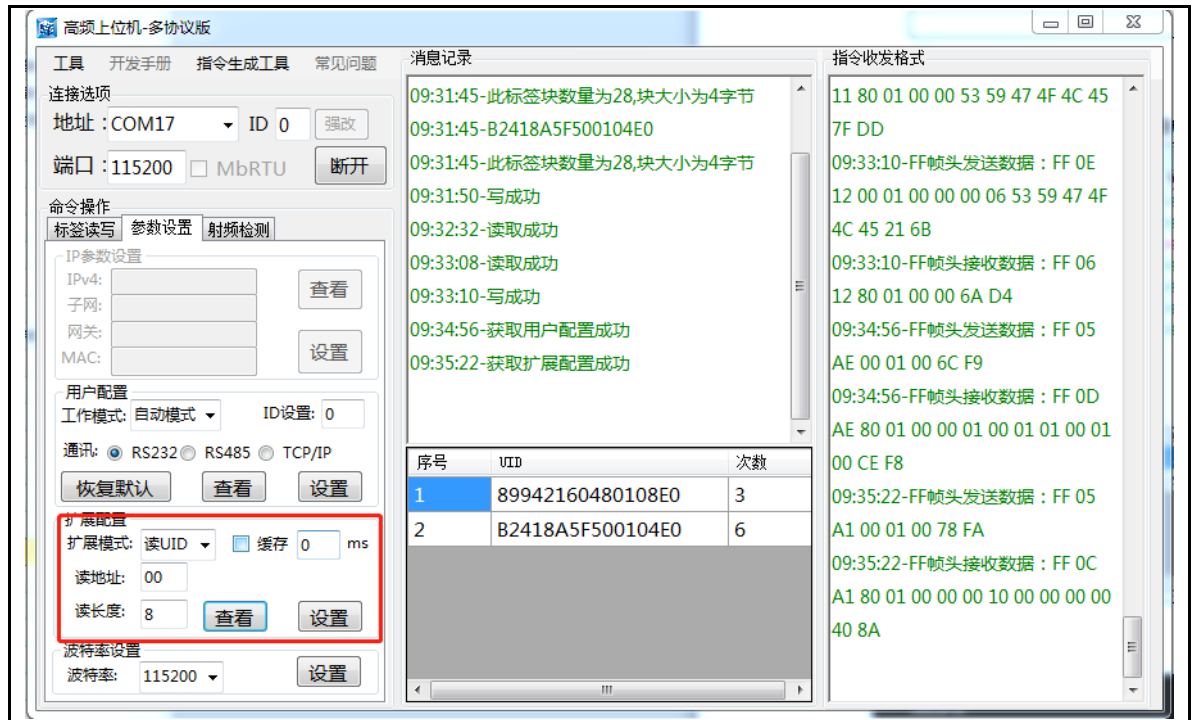 高频上位机-多协议版
工具 开发手册 指令生成工具 常见问题
连接选项
地址：COM17 ID 0 强改
端口：115200 MbRTU 断开
命令操作
标签读写 参数设置 射频检测
IP参数设置
IPv4:
子网:
网关:
MAC:
查看
设置
用户配置
工作模式: 自动模式 ID设置: 0
通讯: RS232 RS485 TCP/IP
恢复默认 查看 设置
扩展配置
扩展模式: 读UID 缓存 0 ms
读地址: 00
读长度: 8 查看 设置
波特率设置
波特率: 115200 设置
消息记录
09:31:45-此标签块数量为28,块大小为4字节
09:31:45-B2418A5F500104E0
09:31:45-此标签块数量为28,块大小为4字节
09:31:50-写成功
09:32:32-读取成功
09:33:08-读取成功
09:33:10-写成功
09:34:56-获取用户配置成功
09:35:22-获取扩展配置成功
序号 UID 次数
1 89942160480108E0 3
2 B2418A5F500104E0 6
指令收发格式
11 80 01 00 00 53 59 47 4F 4C 45
7F DD
09:33:10-FF帧头发送数据：FF 0E
12 00 01 00 00 00 06 53 59 47 4F
4C 45 21 6B
09:33:10-FF帧头接收数据：FF 06
12 80 01 00 00 6A D4
09:34:56-FF帧头发送数据：FF 05
AE 00 01 00 6C F9
09:34:56-FF帧头接收数据：FF 0D
AE 80 01 00 00 01 00 01 01 00 01
00 CE F8
09:35:22-FF帧头发送数据：FF 05
A1 00 01 00 78 FA
09:35:22-FF帧头接收数据：FF 0C
A1 80 01 00 00 00 10 00 00 00 00
40 8A